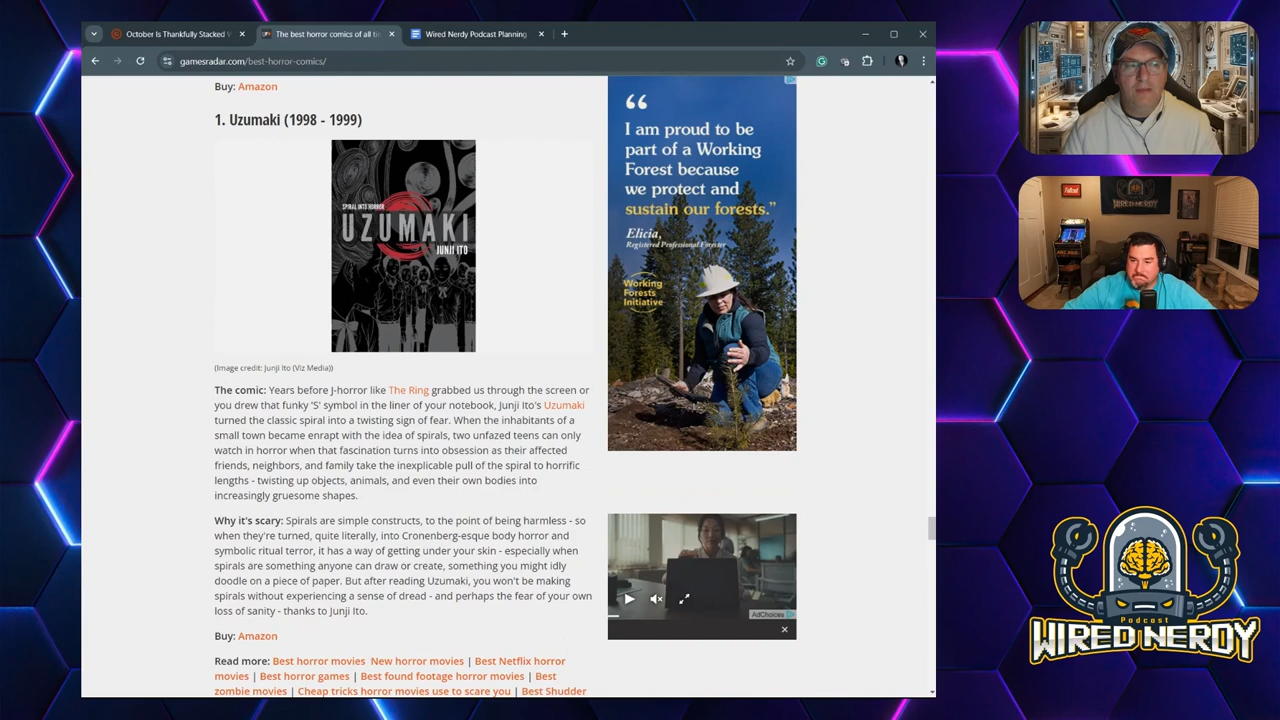 October Is Thankfully Stacked
The best horror comics of all ti
Wired Nerdy Podcast Planning
gamesradar.com/best-horror-comics/
Buy: Amazon
1. Uzumaki (1998 - 1999)
SPIRAL INTO HORROR
UZUMAKI
JUNJI ITO
(Image credit: Junji Ito (Viz Media))
The comic: Years before J-horror like The Ring grabbed us through the screen or
you drew that funky 'S' symbol in the liner of your notebook, Junji Ito's Uzumaki
turned the classic spiral into a twisting sign of fear. When the inhabitants of a
small town became enrapt with the idea of spirals, two unfazed teens can only
watch in horror when that fascination turns into obsession as their affected
friends, neighbors, and family take the inexplicable pull of the spiral to horrific
lengths - twisting up objects, animals, and even their own bodies into
increasingly gruesome shapes.
Why it's scary: Spirals are simple constructs, to the point of being harmless - so
when they're turned, quite literally, into Cronenberg-esque body horror and
symbolic ritual terror, it has a way of getting under your skin - especially when
spirals are something anyone can draw or create, something you might idly
doodle on a piece of paper. But after reading Uzumaki, you won't be making
spirals without experiencing a sense of dread - and perhaps the fear of your own
loss of sanity - thanks to Junji Ito.
Buy: Amazon
Read more: Best horror movies New horror movies | Best Netflix horror
movies | Best horror games | Best found footage horror movies | Best
zombie movies | Cheap tricks horror movies use to scare you | Best Shudder
“
I am proud to be
part of a Working
Forest because
we protect and
sustain our forests.”
Elicia,
Registered Professional Forester
Working
Forests
Initiative
AdChoices
Fallout
WIRED NERDY
Podcast
WIRED NERDY